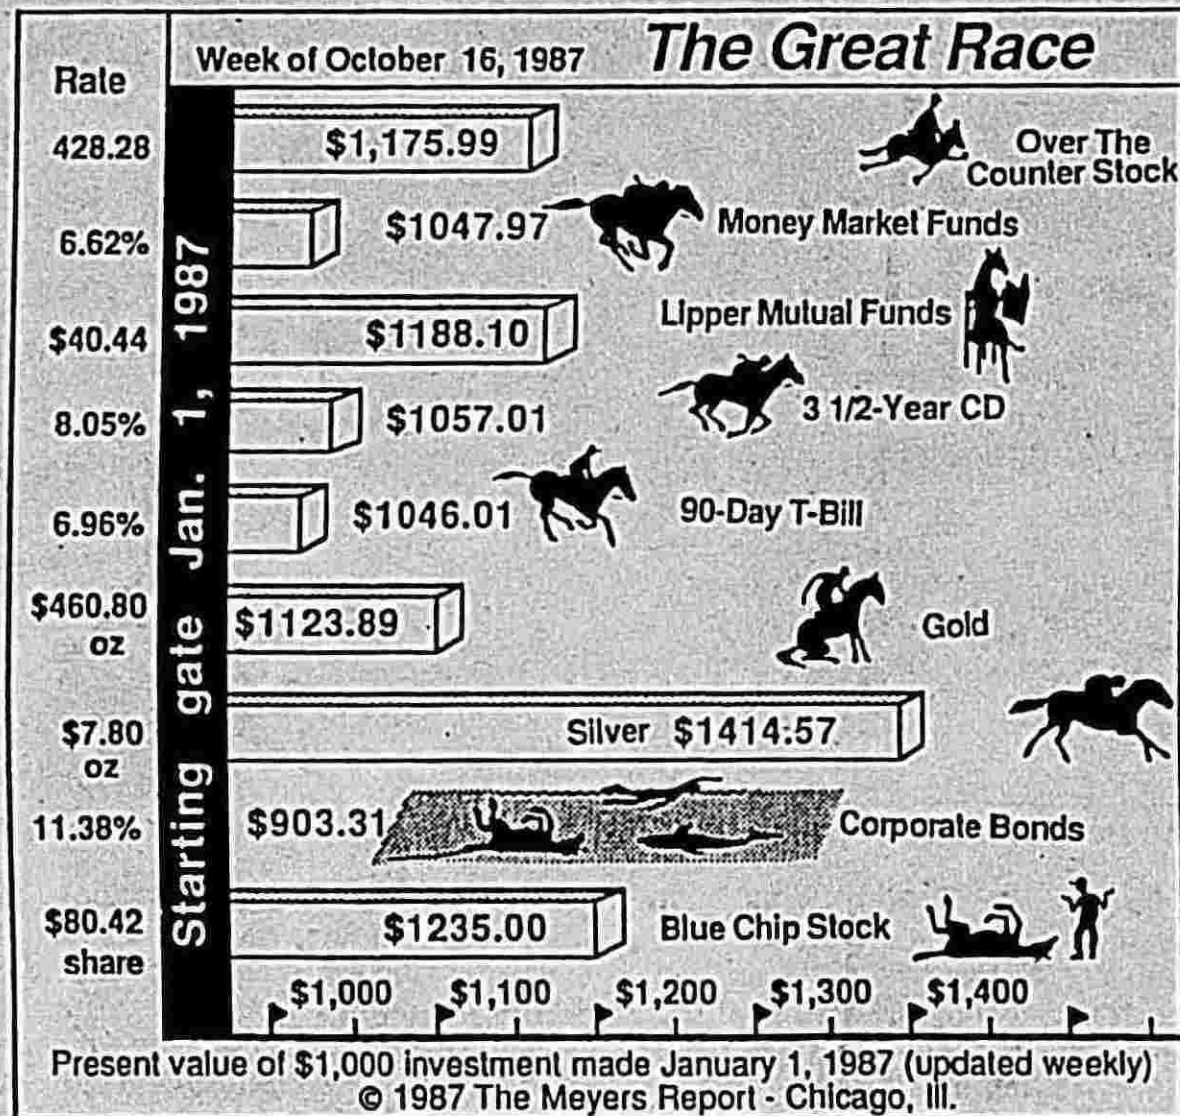 Rate
Week of October 16, 1987
The Great Race
428.28
$1,175.99
Over The
Counter Stock
6.62%
$1047.97
Money Market Funds
$40.44
$1188.10
Lipper Mutual Funds
8.05%
$1057.01
3 1/2-Year CD
6.96%
$1046.01
90-Day T-Bill
$460.80
oz
$1123.89
Gold
$7.80
oz
Silver $1414.57
11.38%
$903.31
Corporate Bonds
$80.42
share
$1235.00
Blue Chip Stock
Starting gate Jan. 1, 1987
$1,000 $1,100 $1,200 $1,300 $1,400
Present value of $1,000 investment made January 1, 1987 (updated weekly)
© 1987 The Meyers Report - Chicago, Ill.